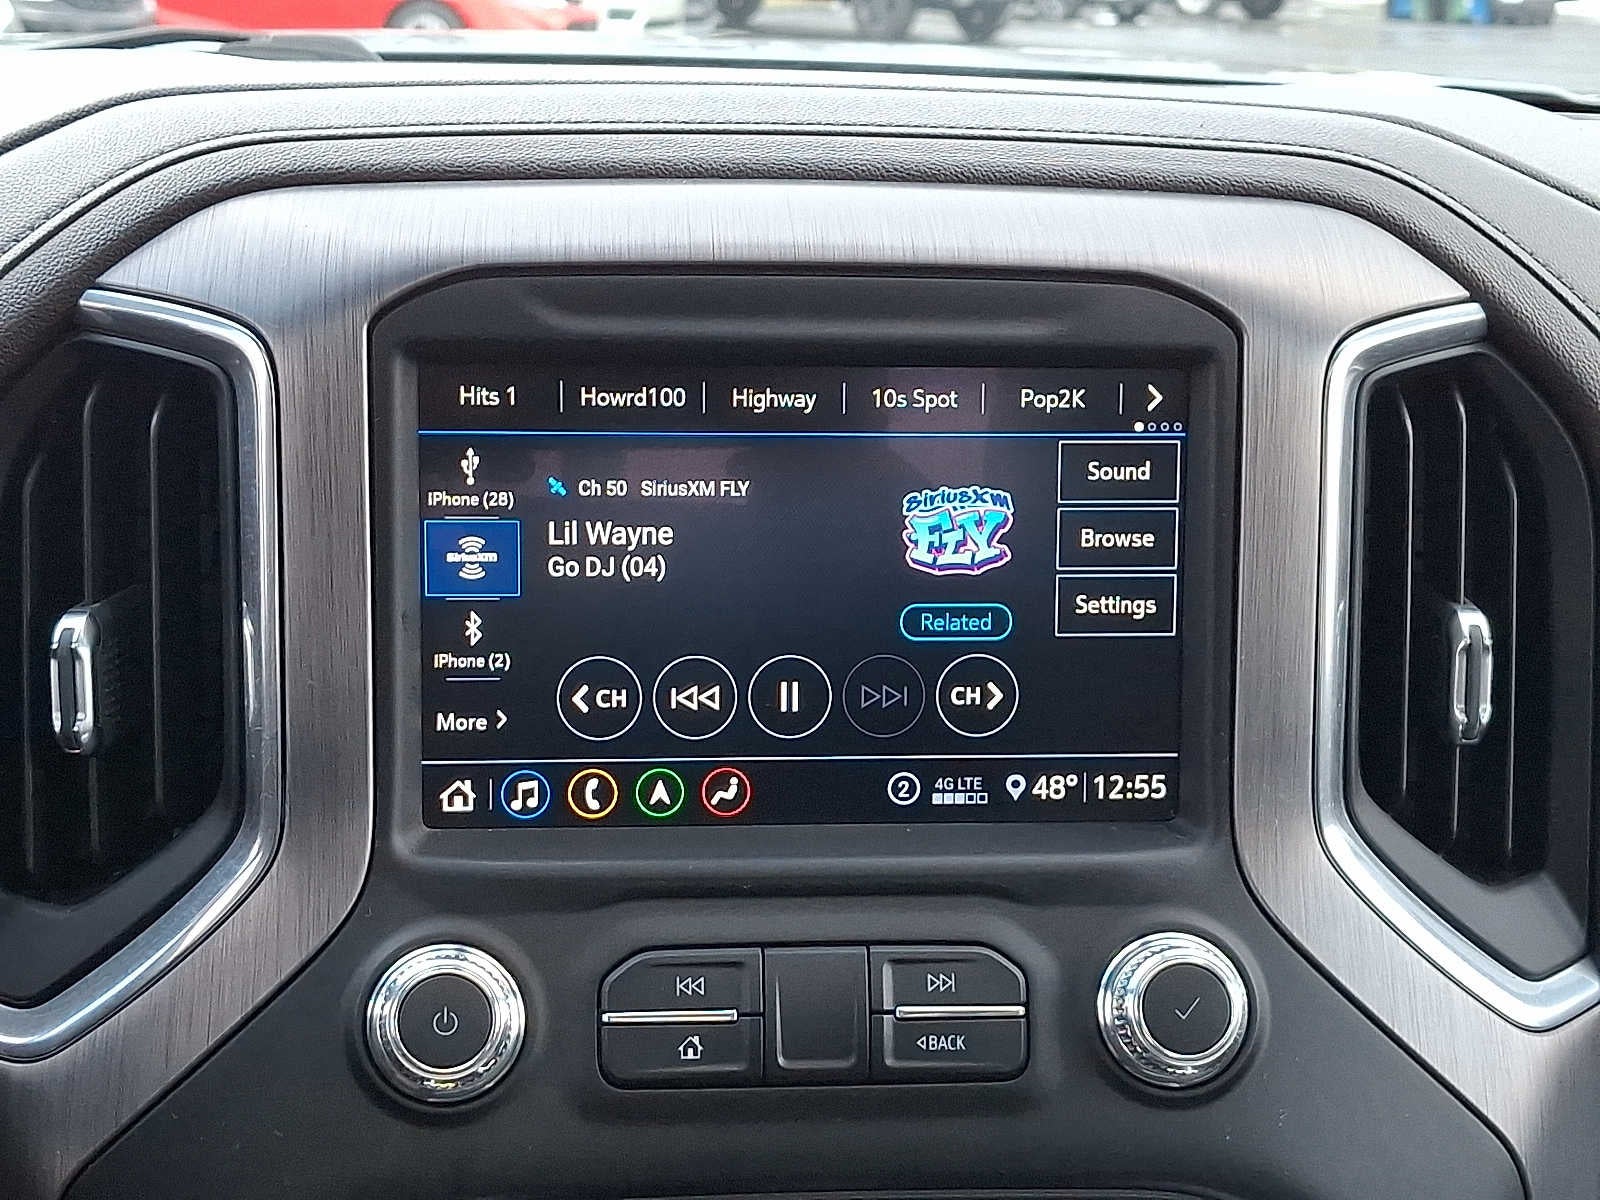 Hits 1 | Howrd100 | Highway | 10s Spot | Pop2K
iPhone (28)
SiriusXM
iPhone (2)
More
Ch 50 SiriusXM FLY
Lil Wayne
Go DJ (04)
SiriusXM
FLY
Related
Sound
Browse
Settings
CH
CH
2 4G LTE 48° 12:55
BACK